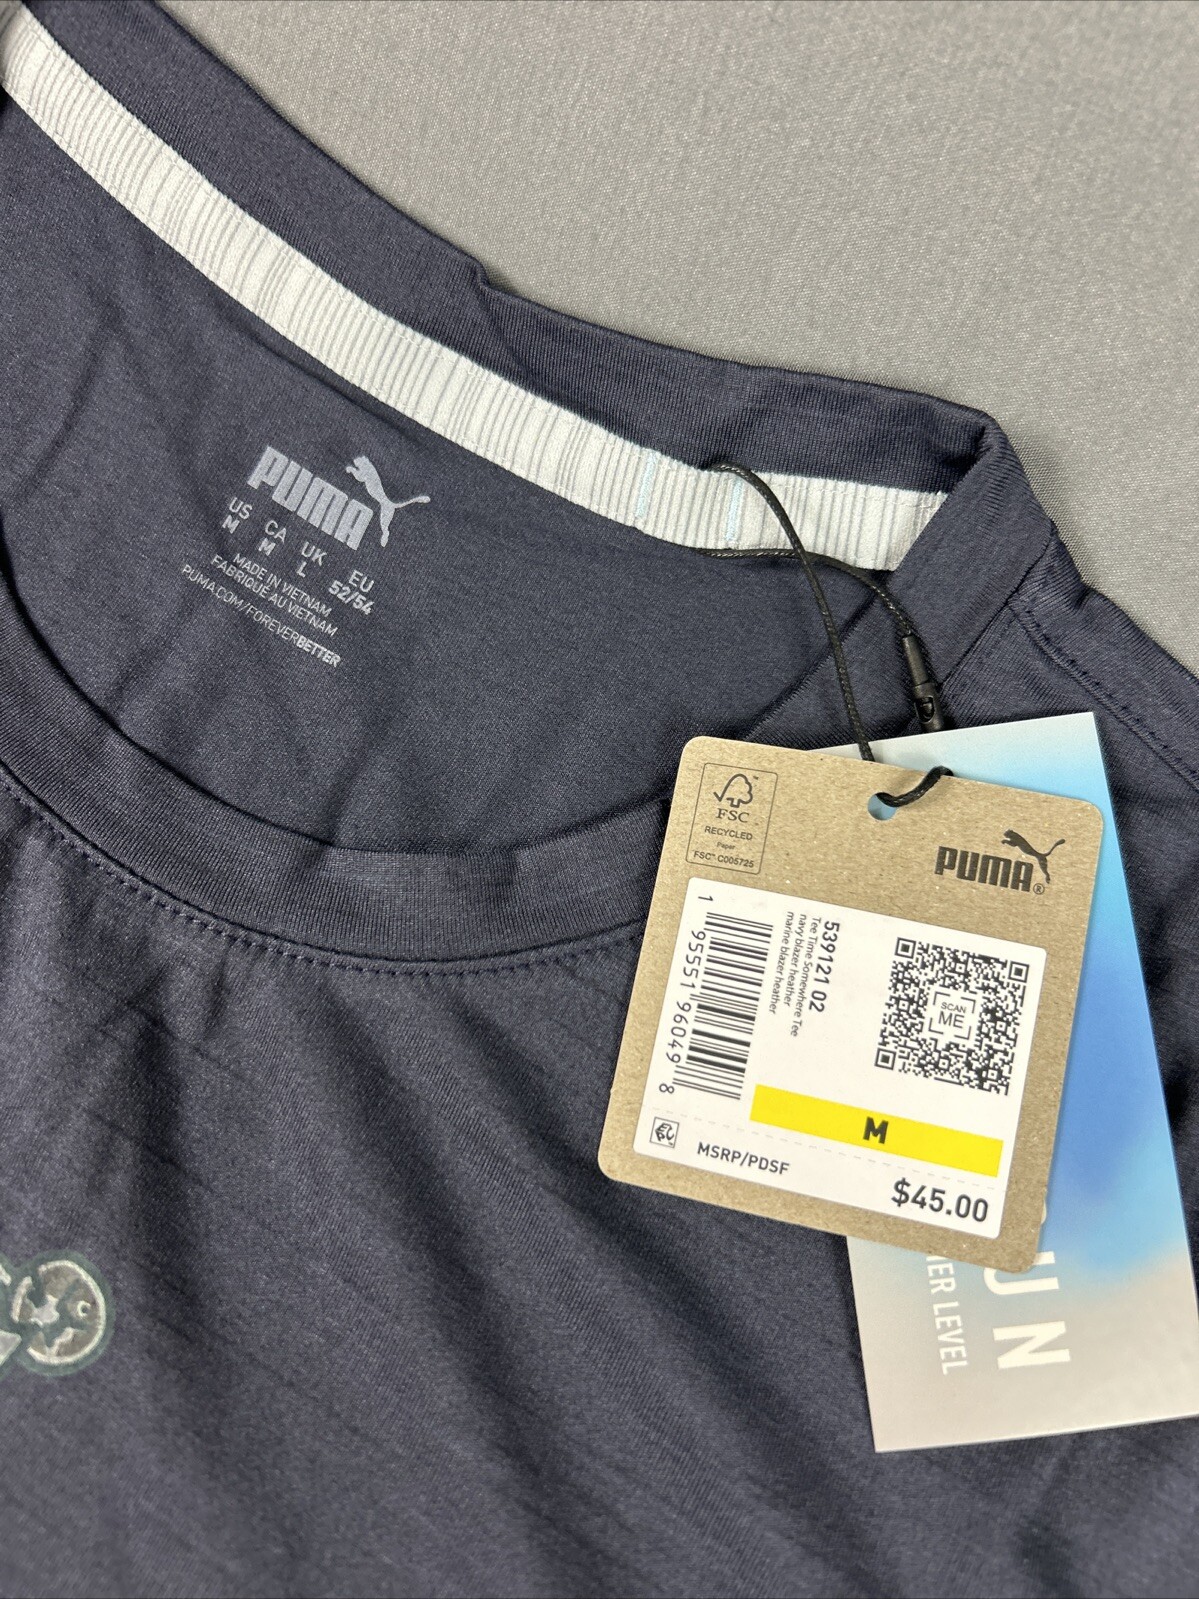 PUMA
US CA UK EU
M M L 52/54
MADE IN VIETNAM
FABRIQUÉ AU VIETNAM
PUMA.COM/FOREVERBETTER
FSC
RECYCLED
Paper
FSC™ C005725
PUMA®
539121 02
Tee Time Somewhere Tee
navy blazer heather
marine blazer heather
1 95551 96049 8
SCAN
ME
M
MSRP/PDSF
$45.00
LEVEL